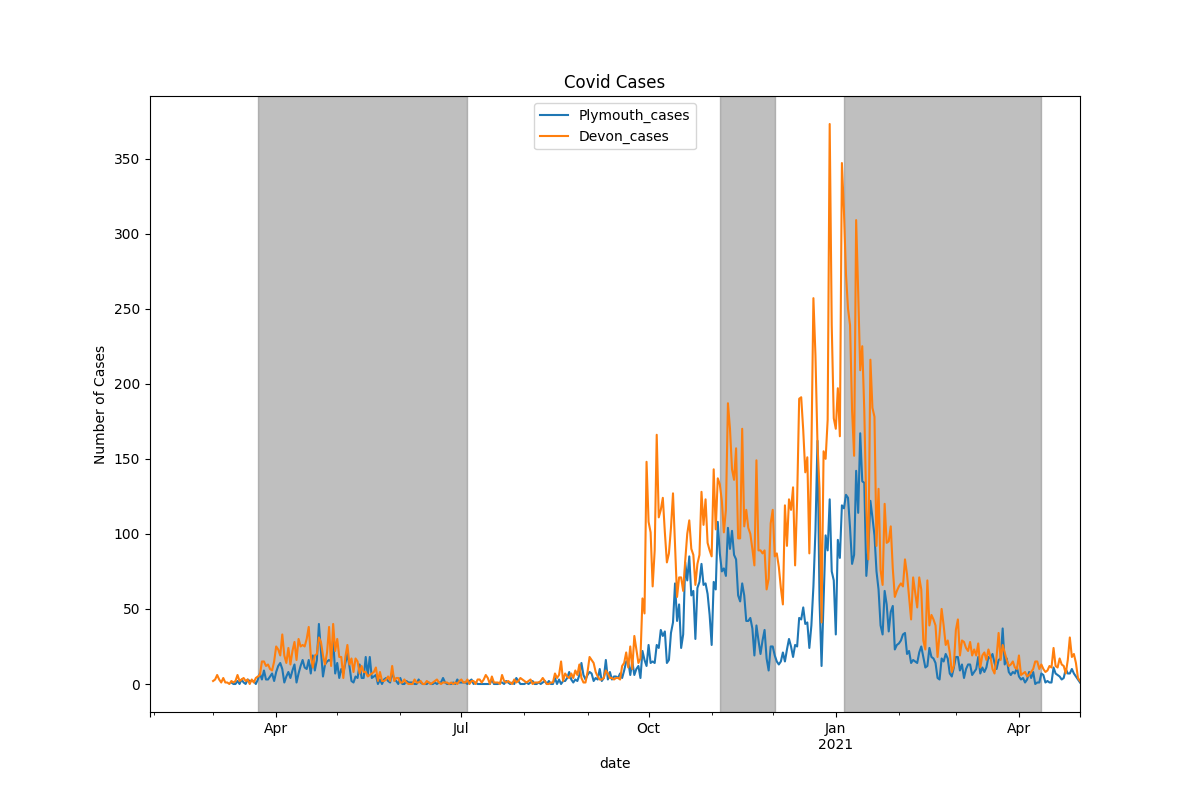 Covid Cases
Plymouth_cases
Devon_cases
350
300
250
200
150
100
50
0
Number of Cases
Apr
Jul
Oct
Jan
2021
Apr
date